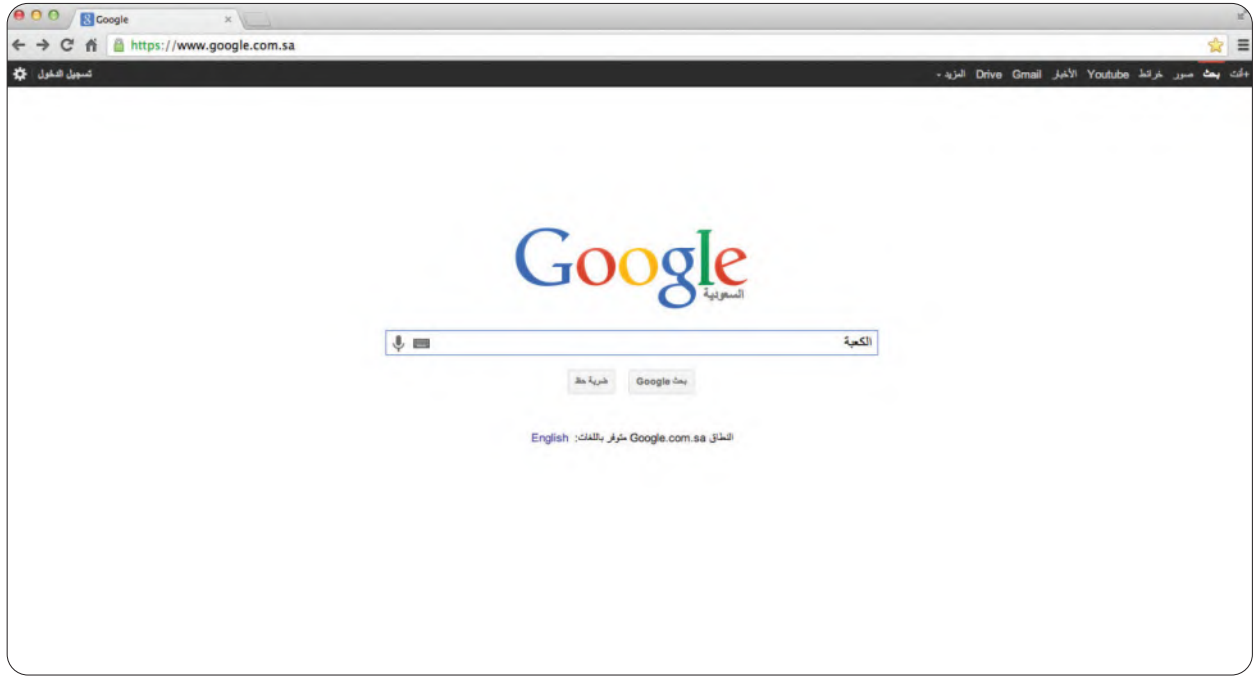 Google
https://www.google.com.sa
+أنت بحث صور خرائط Youtube الأخبار Gmail Drive المزيد
تسجيل الدخول
Google
السعودية
الكعبة
بحث Google ضربة حظ
النطاق Google.com.sa متوفر باللغات: English